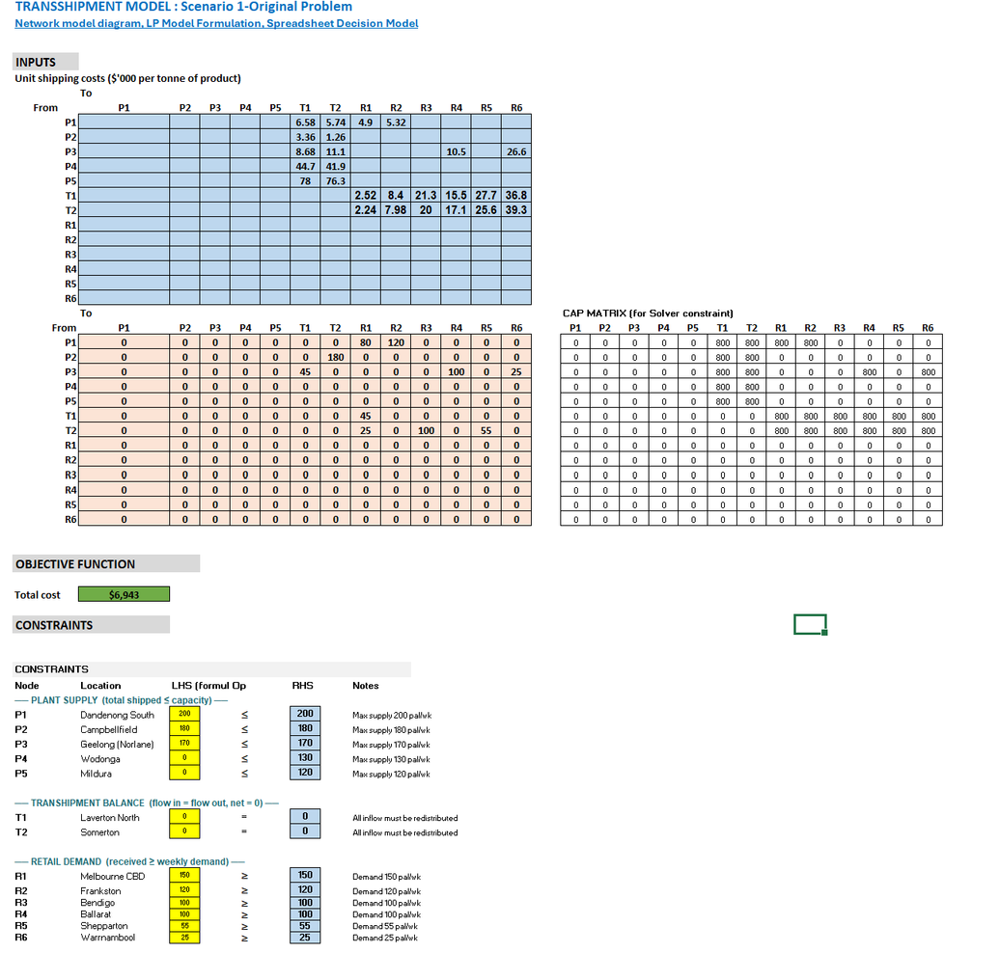 TRANSSHIPMENT MODEL : Scenario 1-Original Problem
Network model diagram, LP Model Formulation, Spreadsheet Decision Model
INPUTS
Unit shipping costs ($'000 per tonne of product)
To
From P1 P2 P3 P4 P5 T1 T2 R1 R2 R3 R4 R5 R6
P1 6.58 5.74 4.9 5.32
P2 3.36 1.26
P3 8.68 11.1 10.5 26.6
P4 44.7 41.9
P5 78 76.3
T1 2.52 8.4 21.3 15.5 27.7 36.8
T2 2.24 7.98 20 17.1 25.6 39.3
R1
R2
R3
R4
R5
R6
To CAP MATRIX (for Solver constraint)
From P1 P2 P3 P4 P5 T1 T2 R1 R2 R3 R4 R5 R6 P1 P2 P3 P4 P5 T1 T2 R1 R2 R3 R4 R5 R6
P1 0 0 0 0 0 0 0 80 120 0 0 0 0 0 0 0 0 0 800 800 800 800 0 0 0 0
P2 0 0 0 0 0 0 180 0 0 0 0 0 0 0 0 0 0 0 800 800 0 0 0 0 0 0
P3 0 0 0 0 0 45 0 0 0 0 100 0 25 0 0 0 0 0 800 800 0 0 0 800 0 800
P4 0 0 0 0 0 0 0 0 0 0 0 0 0 0 0 0 0 0 800 800 0 0 0 0 0 0
P5 0 0 0 0 0 0 0 0 0 0 0 0 0 0 0 0 0 0 800 800 0 0 0 0 0 0
T1 0 0 0 0 0 0 0 45 0 0 0 0 0 0 0 0 0 0 0 0 800 800 800 800 800 800
T2 0 0 0 0 0 0 0 25 0 100 0 55 0 0 0 0 0 0 0 0 800 800 800 800 800 800
R1 0 0 0 0 0 0 0 0 0 0 0 0 0 0 0 0 0 0 0 0 0 0 0 0 0 0
R2 0 0 0 0 0 0 0 0 0 0 0 0 0 0 0 0 0 0 0 0 0 0 0 0 0 0
R3 0 0 0 0 0 0 0 0 0 0 0 0 0 0 0 0 0 0 0 0 0 0 0 0 0 0
R4 0 0 0 0 0 0 0 0 0 0 0 0 0 0 0 0 0 0 0 0 0 0 0 0 0 0
R5 0 0 0 0 0 0 0 0 0 0 0 0 0 0 0 0 0 0 0 0 0 0 0 0 0 0
R6 0 0 0 0 0 0 0 0 0 0 0 0 0 0 0 0 0 0 0 0 0 0 0 0 0 0
OBJECTIVE FUNCTION
Total cost $6,943
CONSTRAINTS
CONSTRAINTS
Node Location LHS (formul Op RHS Notes
── PLANT SUPPLY (total shipped ≤ capacity) ──
P1 Dandenong South 200 ≤ 200 Max supply 200 pal/wk
P2 Campbellfield 180 ≤ 180 Max supply 180 pal/wk
P3 Geelong (Norlane) 170 ≤ 170 Max supply 170 pal/wk
P4 Wodonga 0 ≤ 130 Max supply 130 pal/wk
P5 Mildura 0 ≤ 120 Max supply 120 pal/wk
── TRANSHIPMENT BALANCE (flow in = flow out, net = 0) ──
T1 Laverton North 0 = 0 All inflow must be redistributed
T2 Somerton 0 = 0 All inflow must be redistributed
── RETAIL DEMAND (received ≥ weekly demand) ──
R1 Melbourne CBD 150 ≥ 150 Demand 150 pal/wk
R2 Frankston 120 ≥ 120 Demand 120 pal/wk
R3 Bendigo 100 ≥ 100 Demand 100 pal/wk
R4 Ballarat 100 ≥ 100 Demand 100 pal/wk
R5 Shepparton 55 ≥ 55 Demand 55 pal/wk
R6 Warrnambool 25 ≥ 25 Demand 25 pal/wk